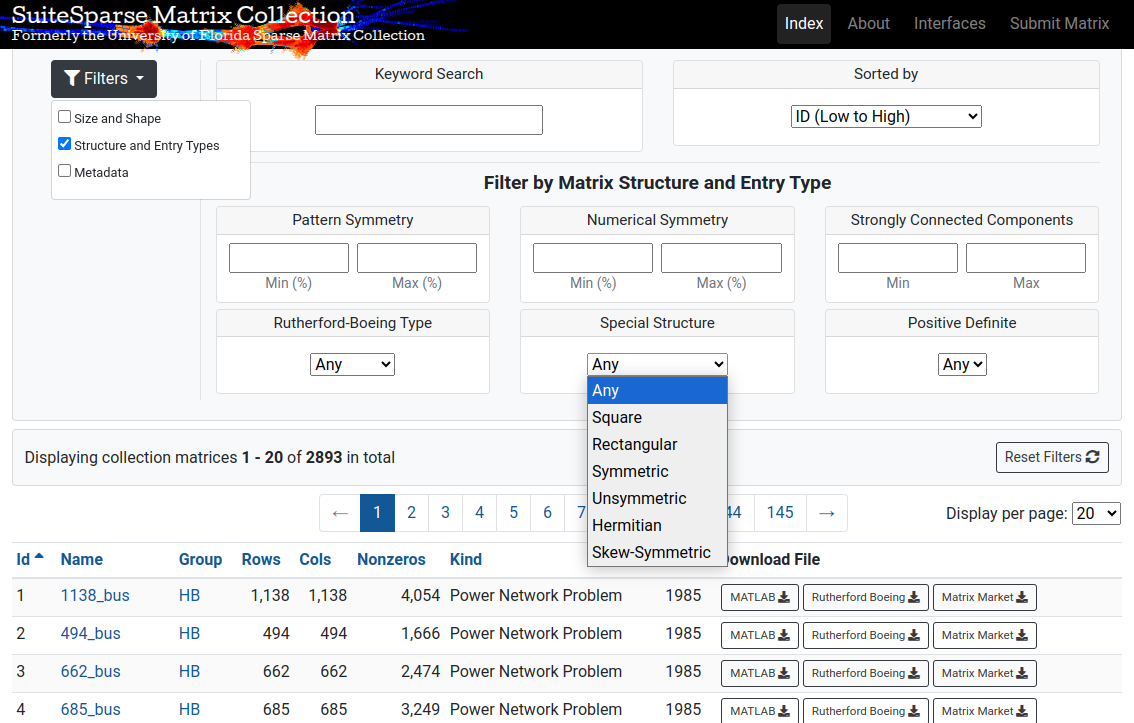 SuiteSparse Matrix Collection
Formerly the University of Florida Sparse Matrix Collection
Index About Interfaces Submit Matrix
Filters
Size and Shape
Structure and Entry Types
Metadata
Keyword Search
Sorted by
ID (Low to High)
Filter by Matrix Structure and Entry Type
Pattern Symmetry
Min (%) Max (%)
Numerical Symmetry
Min (%) Max (%)
Strongly Connected Components
Min Max
Rutherford-Boeing Type
Any
Special Structure
Any
Any
Square
Rectangular
Symmetric
Unsymmetric
Hermitian
Skew-Symmetric
Positive Definite
Any
Displaying collection matrices 1 - 20 of 2893 in total
Reset Filters
← 1 2 3 4 5 6 7 44 145 →
Display per page: 20
Id Name Group Rows Cols Nonzeros Kind Download File
1 1138_bus HB 1,138 1,138 4,054 Power Network Problem 1985 MATLAB Rutherford Boeing Matrix Market
2 494_bus HB 494 494 1,666 Power Network Problem 1985 MATLAB Rutherford Boeing Matrix Market
3 662_bus HB 662 662 2,474 Power Network Problem 1985 MATLAB Rutherford Boeing Matrix Market
4 685_bus HB 685 685 3,249 Power Network Problem 1985 MATLAB Rutherford Boeing Matrix Market